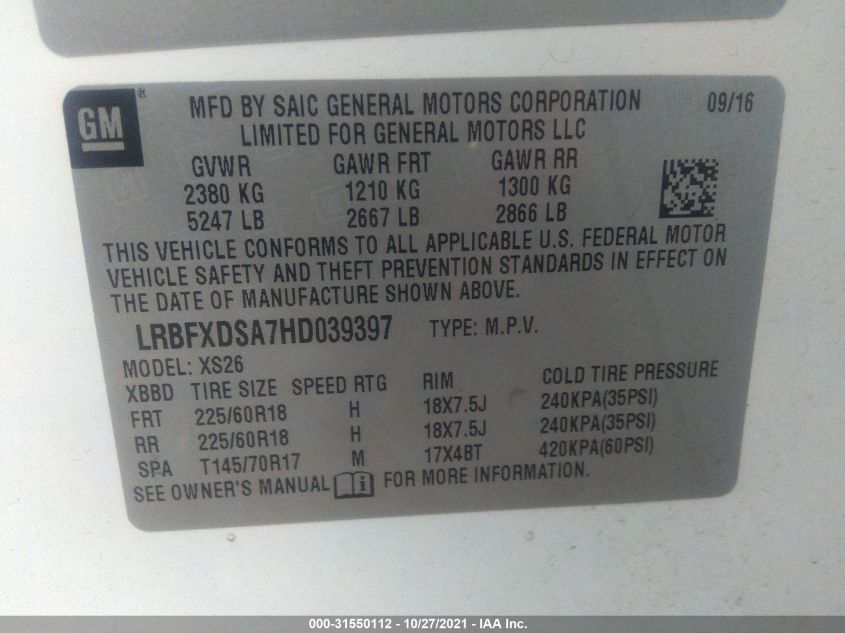 GM ® MFD BY SAIC GENERAL MOTORS CORPORATION 09/16
LIMITED FOR GENERAL MOTORS LLC
GVWR GAWR FRT GAWR RR
2380 KG 1210 KG 1300 KG
5247 LB 2667 LB 2866 LB
THIS VEHICLE CONFORMS TO ALL APPLICABLE U.S. FEDERAL MOTOR
VEHICLE SAFETY AND THEFT PREVENTION STANDARDS IN EFFECT ON
THE DATE OF MANUFACTURE SHOWN ABOVE.
LRBFXDSA7HD039397 TYPE: M.P.V.
MODEL: XS26
XBBD TIRE SIZE SPEED RTG RIM COLD TIRE PRESSURE
FRT 225/60R18 H 18X7.5J 240KPA(35PSI)
RR 225/60R18 H 18X7.5J 240KPA(35PSI)
SPA T145/70R17 M 17X4BT 420KPA(60PSI)
SEE OWNER'S MANUAL i FOR MORE INFORMATION.
000-31550112 - 10/27/2021 - IAA Inc.